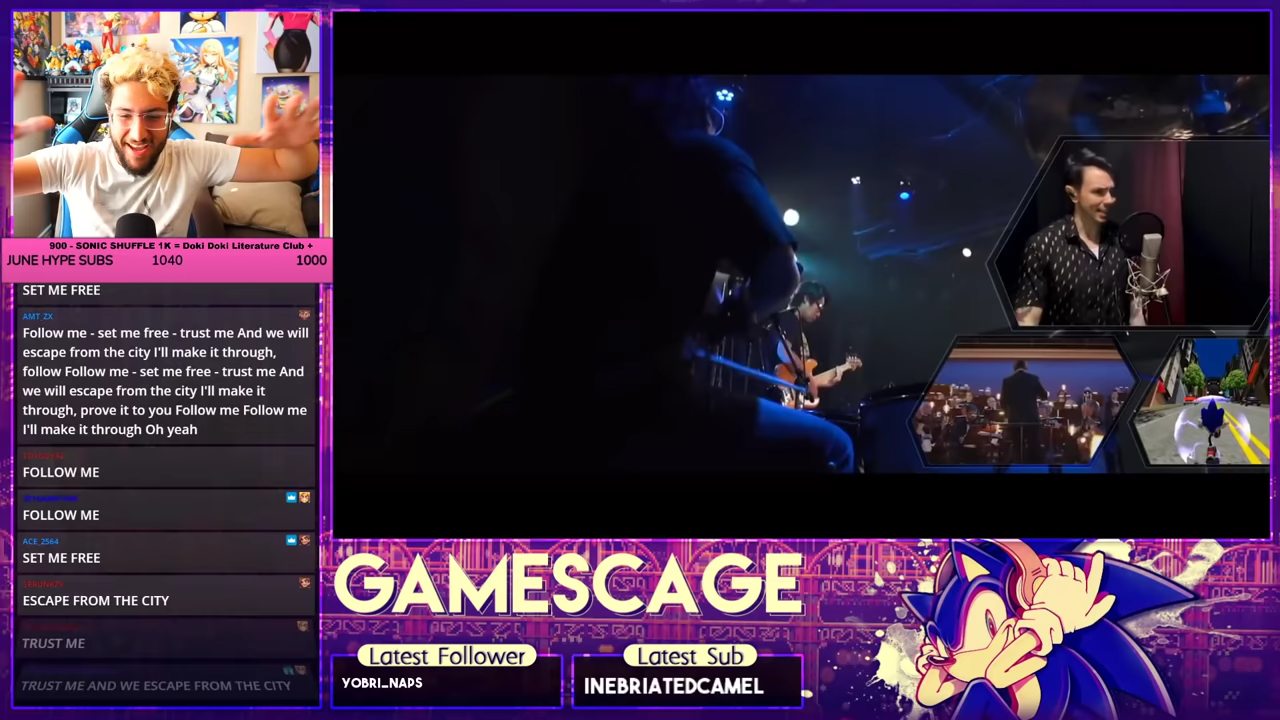 900 - SONIC SHUFFLE 1K = Doki Doki Literature Club +
JUNE HYPE SUBS 1040 1000
SET ME FREE
AMT_ZX
Follow me - set me free - trust me And we will
escape from the city I'll make it through,
follow Follow me - set me free - trust me And
we will escape from the city I'll make it
through, prove it to you Follow me Follow me
I'll make it through Oh yeah
FOLLOW ME
FOLLOW ME
ACE_2564
SET ME FREE
ESCAPE FROM THE CITY
TRUST ME
TRUST ME AND WE ESCAPE FROM THE CITY
GAMESCAGE
Latest Follower
YOBRI_NAPS
Latest Sub
INEBRIATEDCAMEL